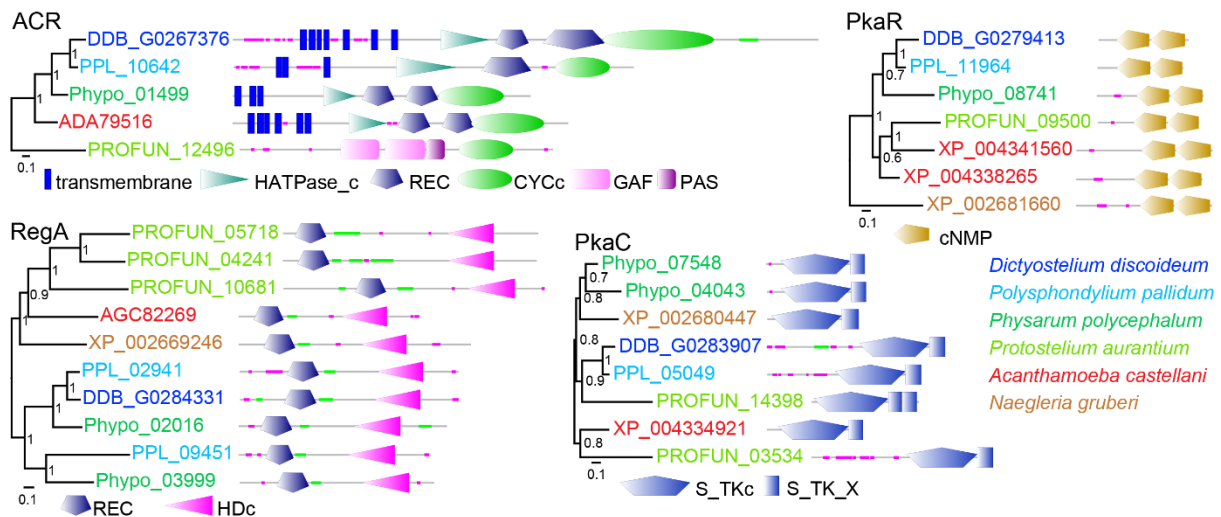 ACR
DDB_G0267376
PPL_10642
Phypo_01499
ADA79516
PROFUN_12496
1
1
1
0.1
transmembrane HATPase_c REC CYCc GAF PAS
PkaR
DDB_G0279413
PPL_11964
Phypo_08741
PROFUN_09500
XP_004341560
XP_004338265
XP_002681660
0.7
1
1
0.6
0.1
cNMP
RegA
PROFUN_05718
PROFUN_04241
PROFUN_10681
AGC82269
XP_002669246
PPL_02941
DDB_G0284331
Phypo_02016
PPL_09451
Phypo_03999
1
1
0.9
1
1
1
0.1
REC HDc
PkaC
Phypo_07548
Phypo_04043
XP_002680447
DDB_G0283907
PPL_05049
PROFUN_14398
XP_004334921
PROFUN_03534
0.7
0.8
0.8
1
0.9
0.8
0.1
S_TKc S_TK_X
Dictyostelium discoideum
Polysphondylium pallidum
Physarum polycephalum
Protostelium aurantium
Acanthamoeba castellani
Naegleria gruberi